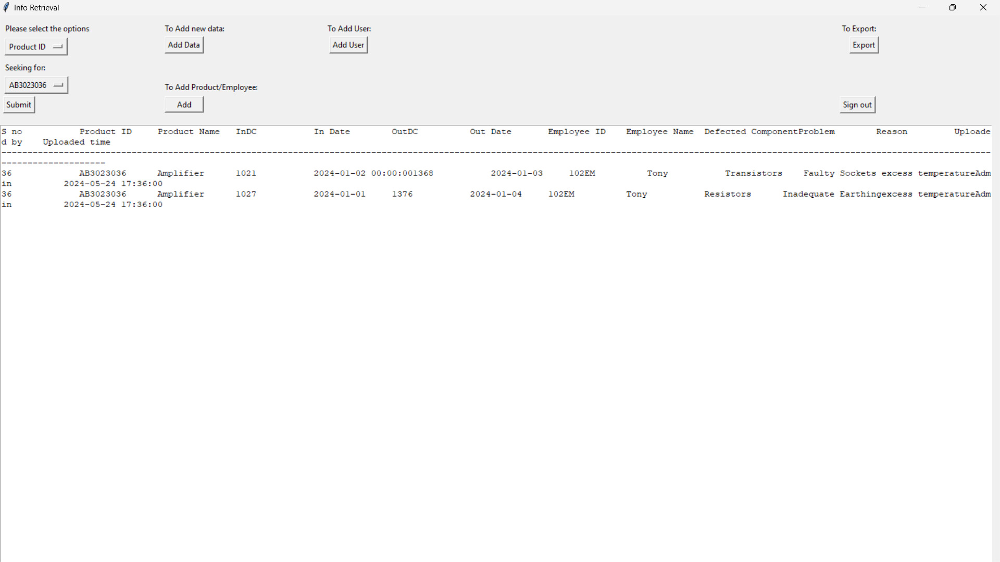 Info Retrieval
Please select the options To Add new data: To Add User: To Export:
Product ID Add Data Add User Export
Seeking for:
AB3023036 To Add Product/Employee:
Submit Add Sign out
S no Product ID Product Name InDC In Date OutDC Out Date Employee ID Employee Name Defected ComponentProblem Reason Uploade
d by Uploaded time
----------------------------------------------------------------------------------------------------------------------------------------------------------------------------------------------
--------------------
36 AB3023036 Amplifier 1021 2024-01-02 00:00:001368 2024-01-03 102EM Tony Transistors Faulty Sockets excess temperatureAdm
in 2024-05-24 17:36:00
36 AB3023036 Amplifier 1027 2024-01-01 1376 2024-01-04 102EM Tony Resistors Inadequate Earthingexcess temperatureAdm
in 2024-05-24 17:36:00